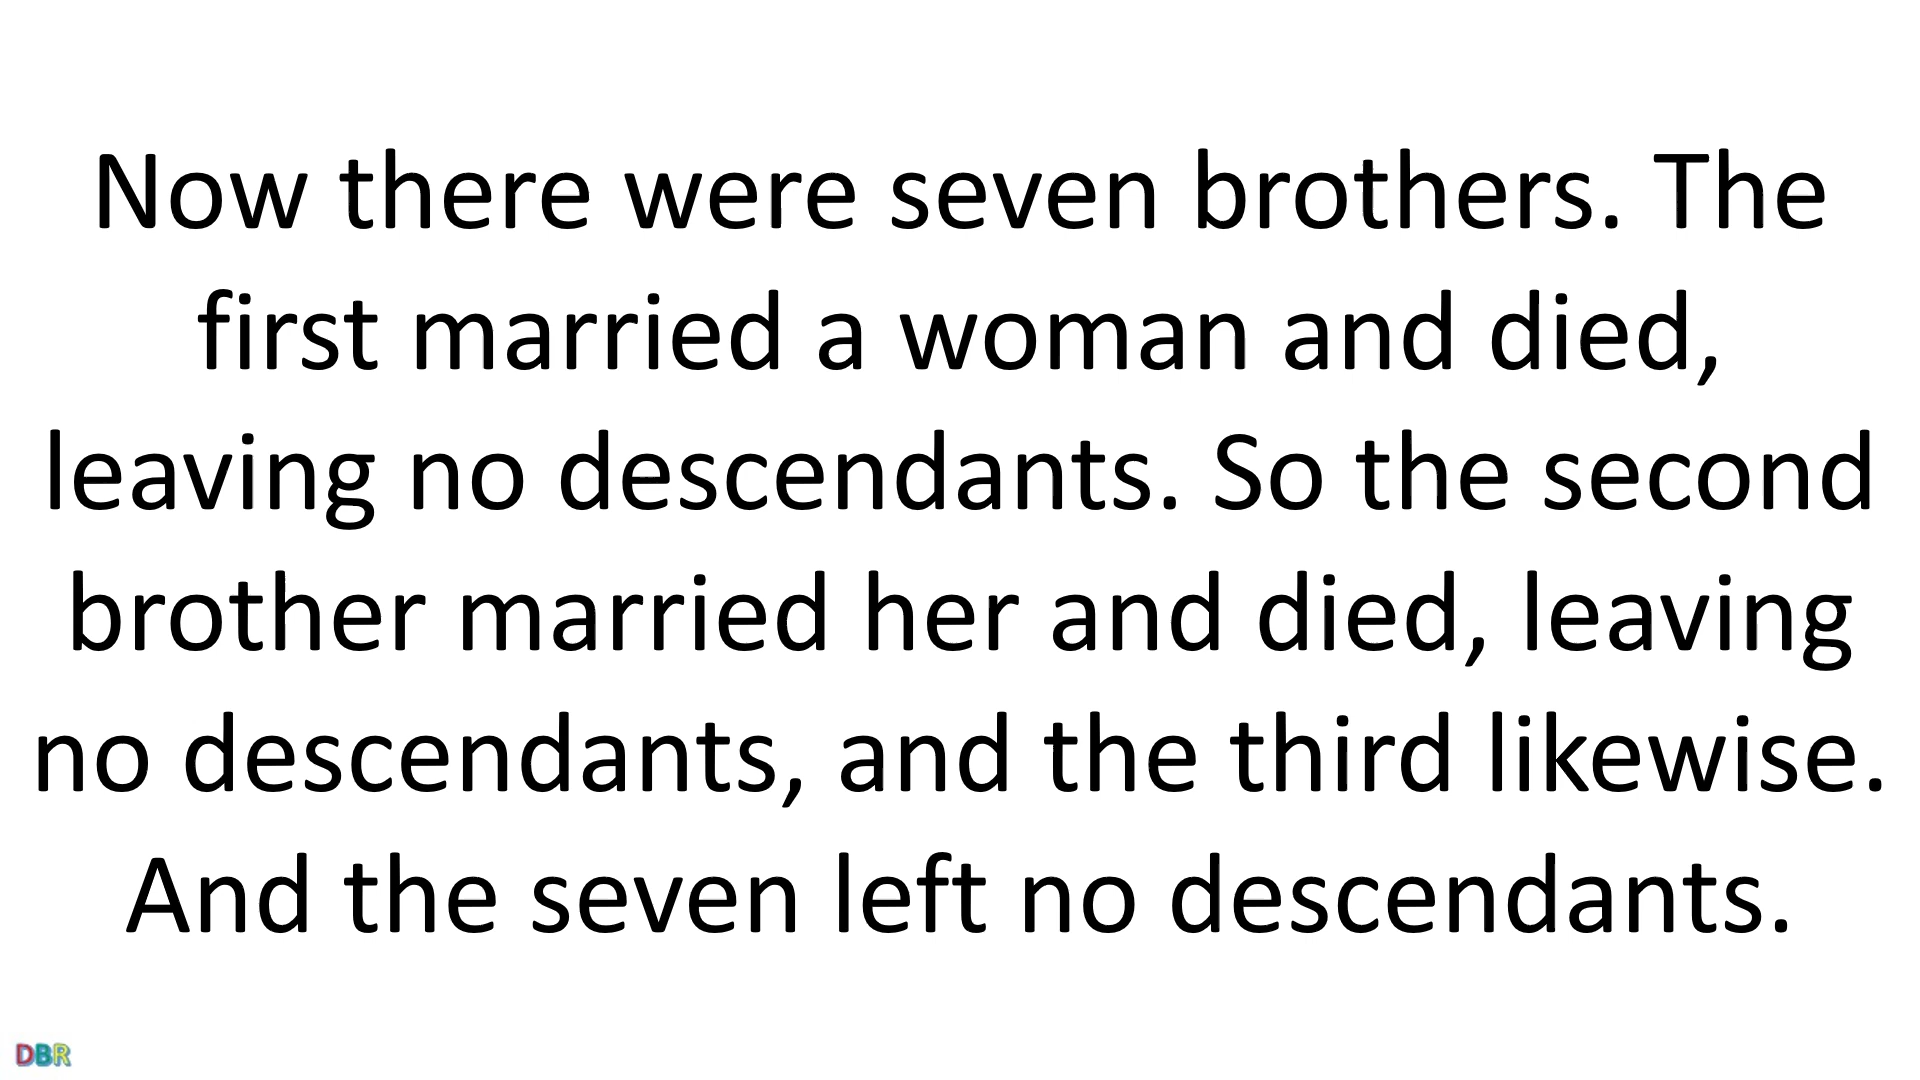 Now there were seven brothers. The
first married a woman and died,
leaving no descendants. So the second
brother married her and died, leaving
no descendants, and the third likewise.
And the seven left no descendants.
DBR